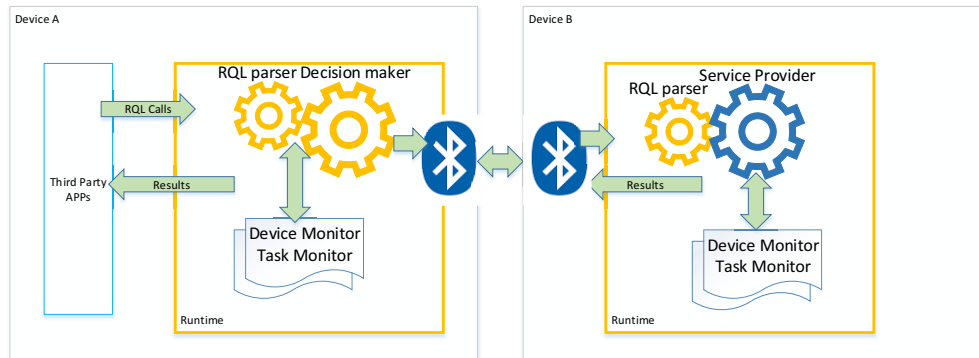 Device A
RQL parser Decision maker
RQL Calls
Third Party
APPs
Results
Device Monitor
Task Monitor
Runtime
Device B
Service Provider
RQL parser
Results
Device Monitor
Task Monitor
Runtime